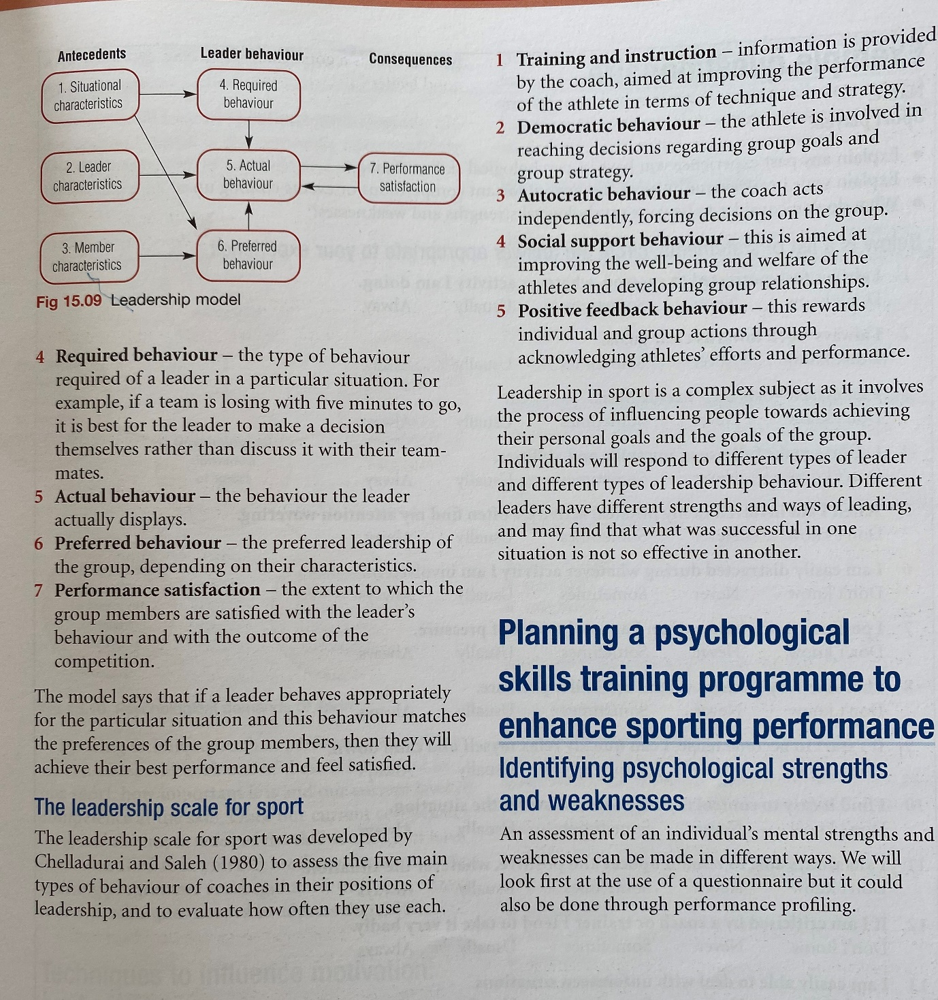 Antecedents
Leader behaviour
Consequences
1. Situational
characteristics
4. Required
behaviour
2. Leader
characteristics
5. Actual
behaviour
7. Performance
satisfaction
3. Member
characteristics
6. Preferred
behaviour
Fig 15.09 Leadership model
4 Required behaviour – the type of behaviour
required of a leader in a particular situation. For
example, if a team is losing with five minutes to go,
it is best for the leader to make a decision
themselves rather than discuss it with their team-
mates.
5 Actual behaviour – the behaviour the leader
actually displays.
6 Preferred behaviour – the preferred leadership of
the group, depending on their characteristics.
7 Performance satisfaction – the extent to which the
group members are satisfied with the leader's
behaviour and with the outcome of the
competition.
The model says that if a leader behaves appropriately
for the particular situation and this behaviour matches
the preferences of the group members, then they will
achieve their best performance and feel satisfied.
The leadership scale for sport
The leadership scale for sport was developed by
Chelladurai and Saleh (1980) to assess the five main
types of behaviour of coaches in their positions of
leadership, and to evaluate how often they use each.
1 Training and instruction – information is provided
by the coach, aimed at improving the performance
of the athlete in terms of technique and strategy.
2 Democratic behaviour – the athlete is involved in
reaching decisions regarding group goals and
group strategy.
3 Autocratic behaviour – the coach acts
independently, forcing decisions on the group.
4 Social support behaviour – this is aimed at
improving the well-being and welfare of the
athletes and developing group relationships.
5 Positive feedback behaviour – this rewards
individual and group actions through
acknowledging athletes' efforts and performance.
Leadership in sport is a complex subject as it involves
the process of influencing people towards achieving
their personal goals and the goals of the group.
Individuals will respond to different types of leader
and different types of leadership behaviour. Different
leaders have different strengths and ways of leading,
and may find that what was successful in one
situation is not so effective in another.
Planning a psychological
skills training programme to
enhance sporting performance
Identifying psychological strengths
and weaknesses
An assessment of an individual's mental strengths and
weaknesses can be made in different ways. We will
look first at the use of a questionnaire but it could
also be done through performance profiling.